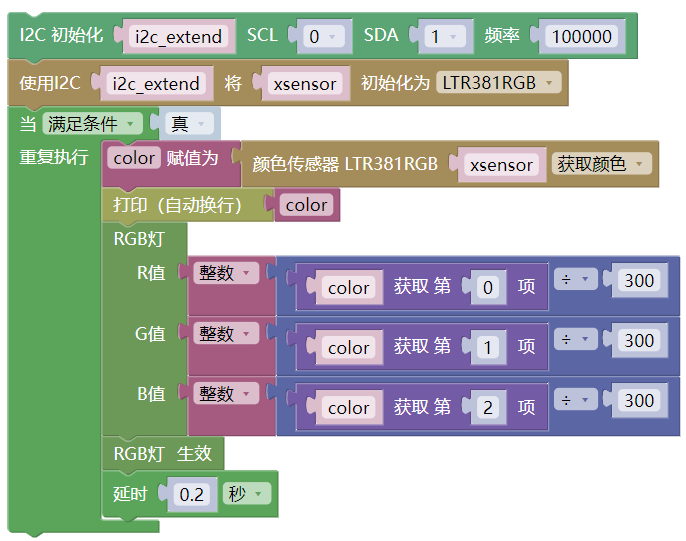 I2C 初始化 i2c_extend SCL 0 SDA 1 频率 100000
使用I2C i2c_extend 将 xsensor 初始化为 LTR381RGB
当 满足条件 真
重复执行 color 赋值为 颜色传感器 LTR381RGB xsensor 获取颜色
打印（自动换行） color
RGB灯
R值 整数 color 获取 第 0 项 ÷ 300
G值 整数 color 获取 第 1 项 ÷ 300
B值 整数 color 获取 第 2 项 ÷ 300
RGB灯 生效
延时 0.2 秒